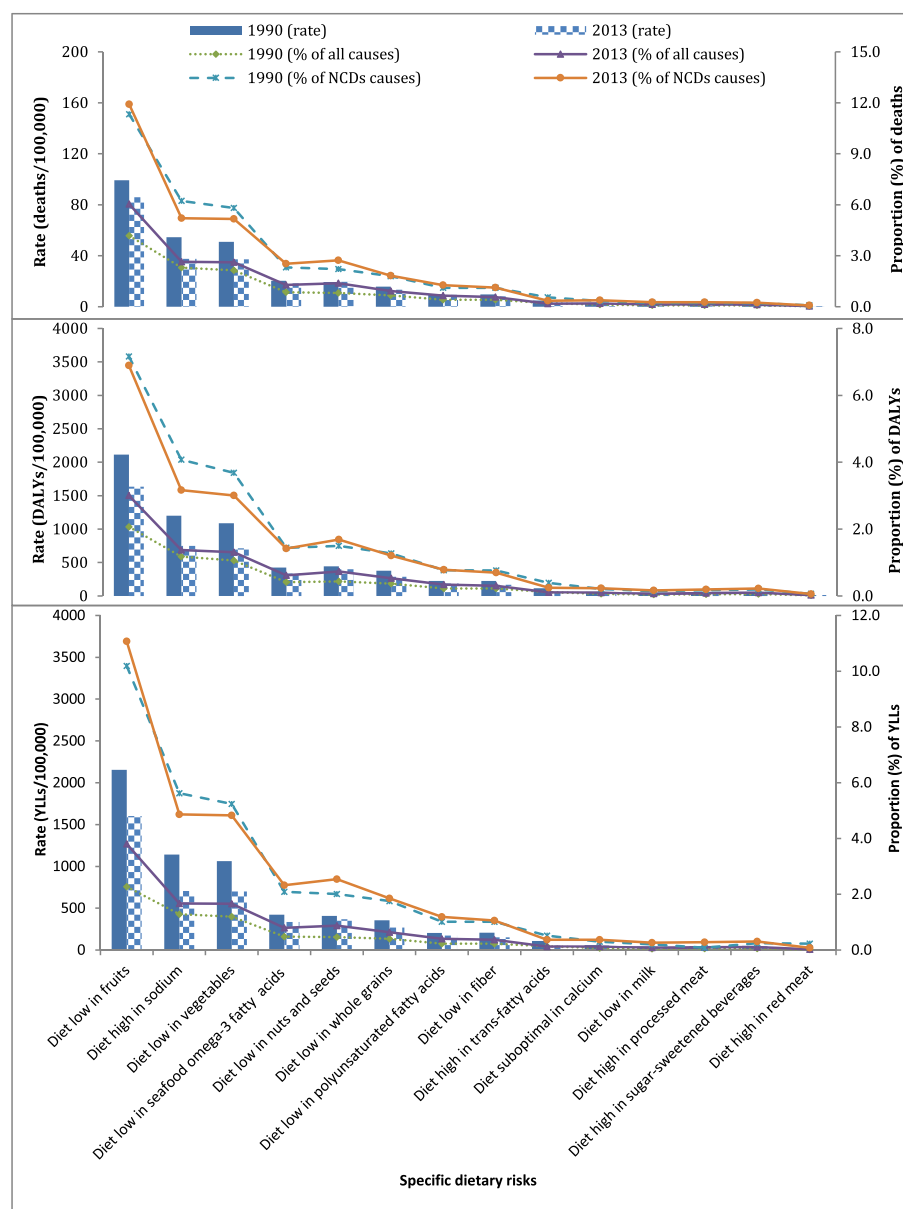 1990 (rate) 2013 (rate)
1990 (% of all causes) 2013 (% of all causes)
1990 (% of NCDs causes) 2013 (% of NCDs causes)
Rate (deaths/100,000)
200
160
120
80
40
0
15.0
12.0
9.0
6.0
3.0
0.0
Proportion (%) of deaths
Rate (DALYs/100,000)
4000
3500
3000
2500
2000
1500
1000
500
0
8.0
6.0
4.0
2.0
0.0
Proportion (%) of DALYs
Rate (YLLs/100,000)
4000
3500
3000
2500
2000
1500
1000
500
0
12.0
10.0
8.0
6.0
4.0
2.0
0.0
Proportion (%) of YLLs
Diet low in fruits
Diet high in sodium
Diet low in vegetables
Diet low in seafood omega-3 fatty acids
Diet low in nuts and seeds
Diet low in whole grains
Diet low in polyunsaturated fatty acids
Diet low in fiber
Diet high in trans-fatty acids
Diet suboptimal in calcium
Diet low in milk
Diet high in processed meat
Diet high in sugar-sweetened beverages
Diet high in red meat
Specific dietary risks